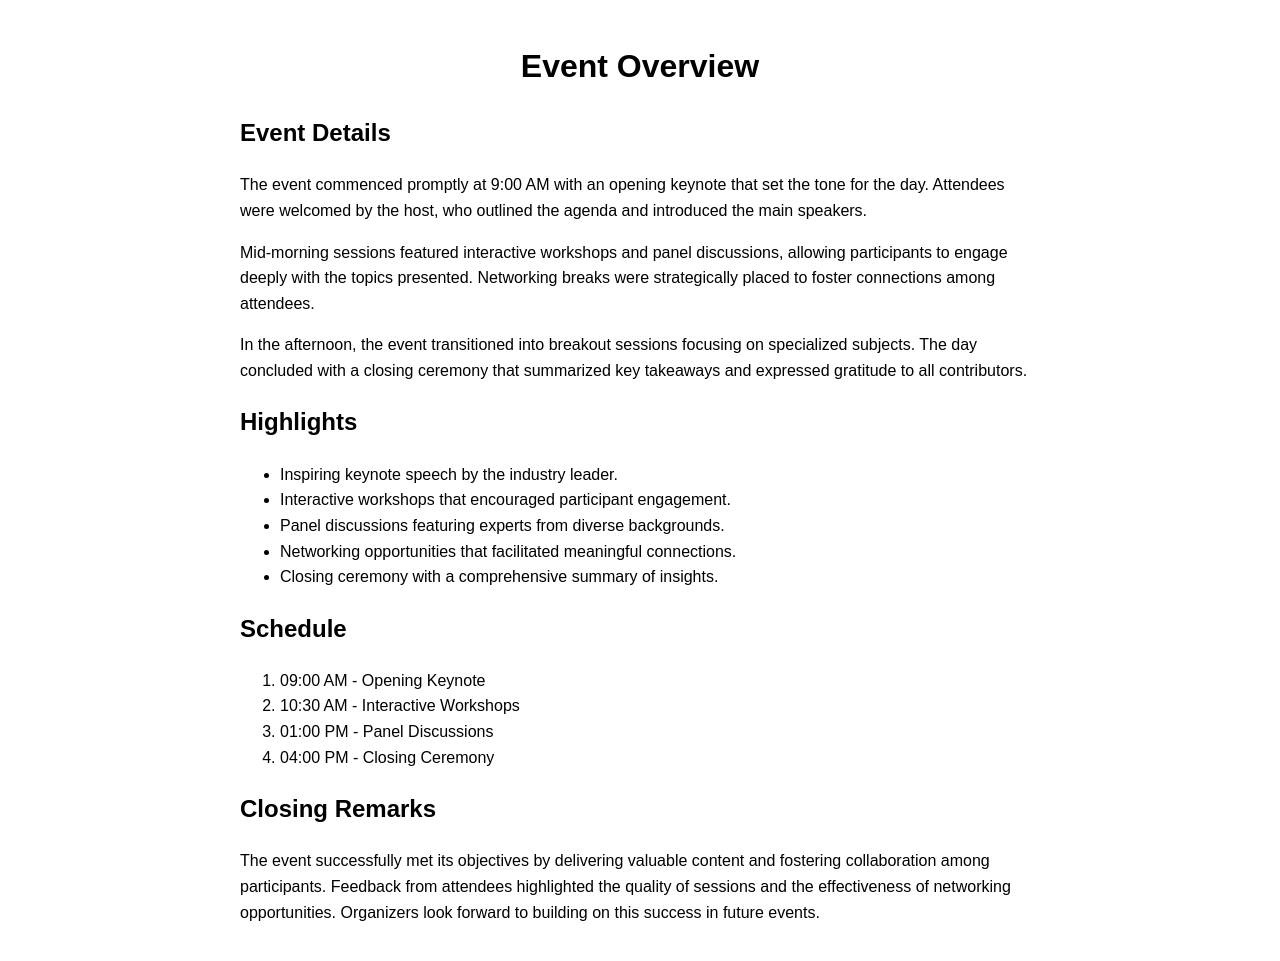 Event Overview
Event Details
The event commenced promptly at 9:00 AM with an opening keynote that set the tone for the day. Attendees
were welcomed by the host, who outlined the agenda and introduced the main speakers.
Mid-morning sessions featured interactive workshops and panel discussions, allowing participants to engage
deeply with the topics presented. Networking breaks were strategically placed to foster connections among
attendees.
In the afternoon, the event transitioned into breakout sessions focusing on specialized subjects. The day
concluded with a closing ceremony that summarized key takeaways and expressed gratitude to all contributors.
Highlights
• Inspiring keynote speech by the industry leader.
• Interactive workshops that encouraged participant engagement.
• Panel discussions featuring experts from diverse backgrounds.
• Networking opportunities that facilitated meaningful connections.
• Closing ceremony with a comprehensive summary of insights.
Schedule
1. 09:00 AM - Opening Keynote
2. 10:30 AM - Interactive Workshops
3. 01:00 PM - Panel Discussions
4. 04:00 PM - Closing Ceremony
Closing Remarks
The event successfully met its objectives by delivering valuable content and fostering collaboration among
participants. Feedback from attendees highlighted the quality of sessions and the effectiveness of networking
opportunities. Organizers look forward to building on this success in future events.